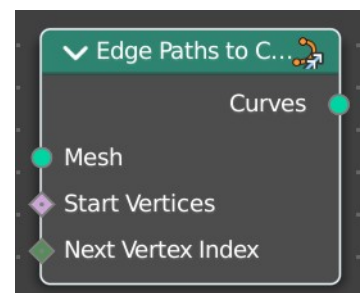 Edge Paths to C...
Curves
Mesh
Start Vertices
Next Vertex Index